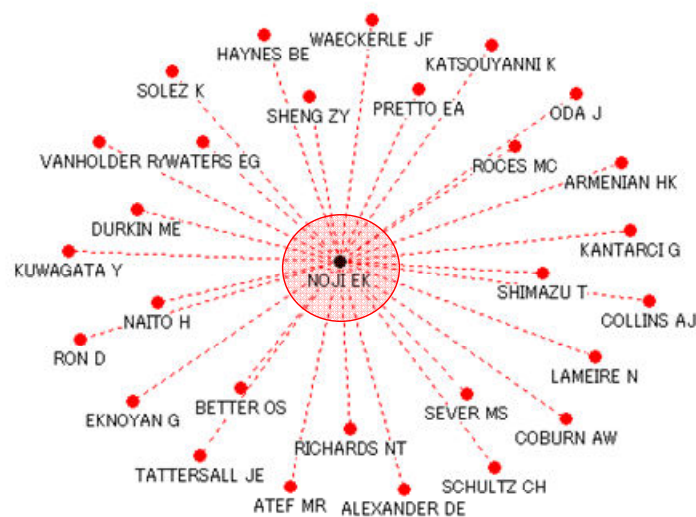 WAECKERLE JF
HAYNES BE
KATSOUYANNI K
SOLEZ K
SHENG ZY
PRETTO EA
ODA J
VANHOLDER R/WATERS EG
ROCES MC
ARMENIAN HK
DURKIN ME
KANTARCI G
KUWAGATA Y
NOJI EK
SHIMAZU T
COLLINS AJ
NAITO H
RON D
LAMEIRE N
EKNOYAN G
BETTER OS
SEVER MS
COBURN AW
RICHARDS NT
TATTERSALL JE
SCHULTZ CH
ATEF MR
ALEXANDER DE